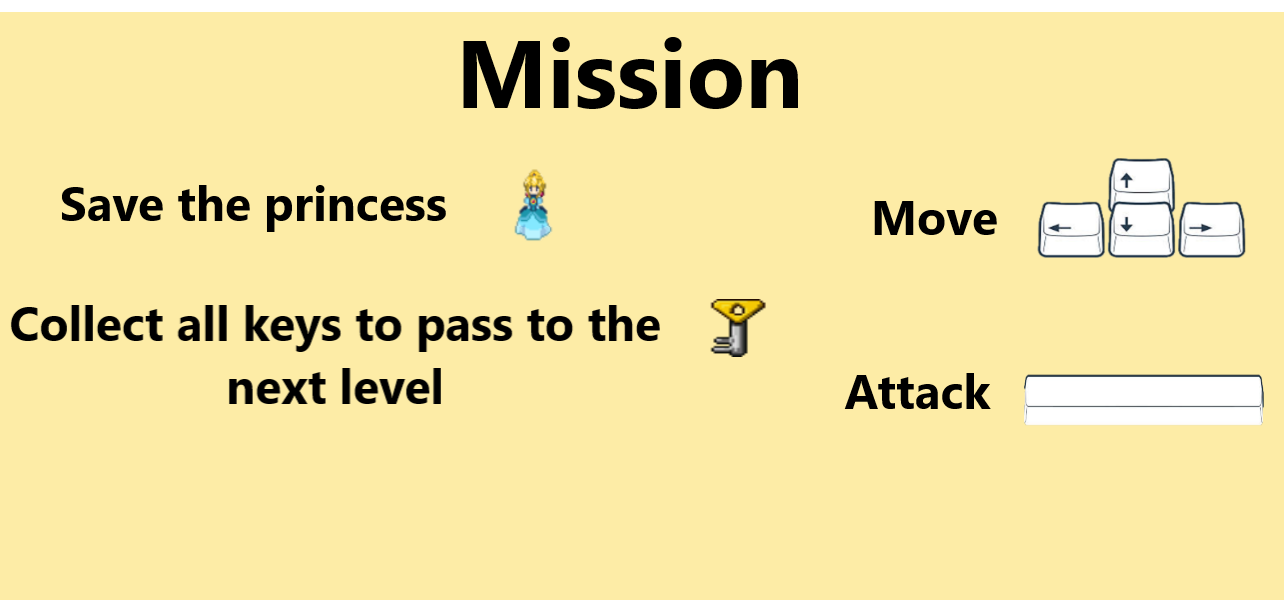 Mission
Save the princess
Move
Collect all keys to pass to the
next level
Attack